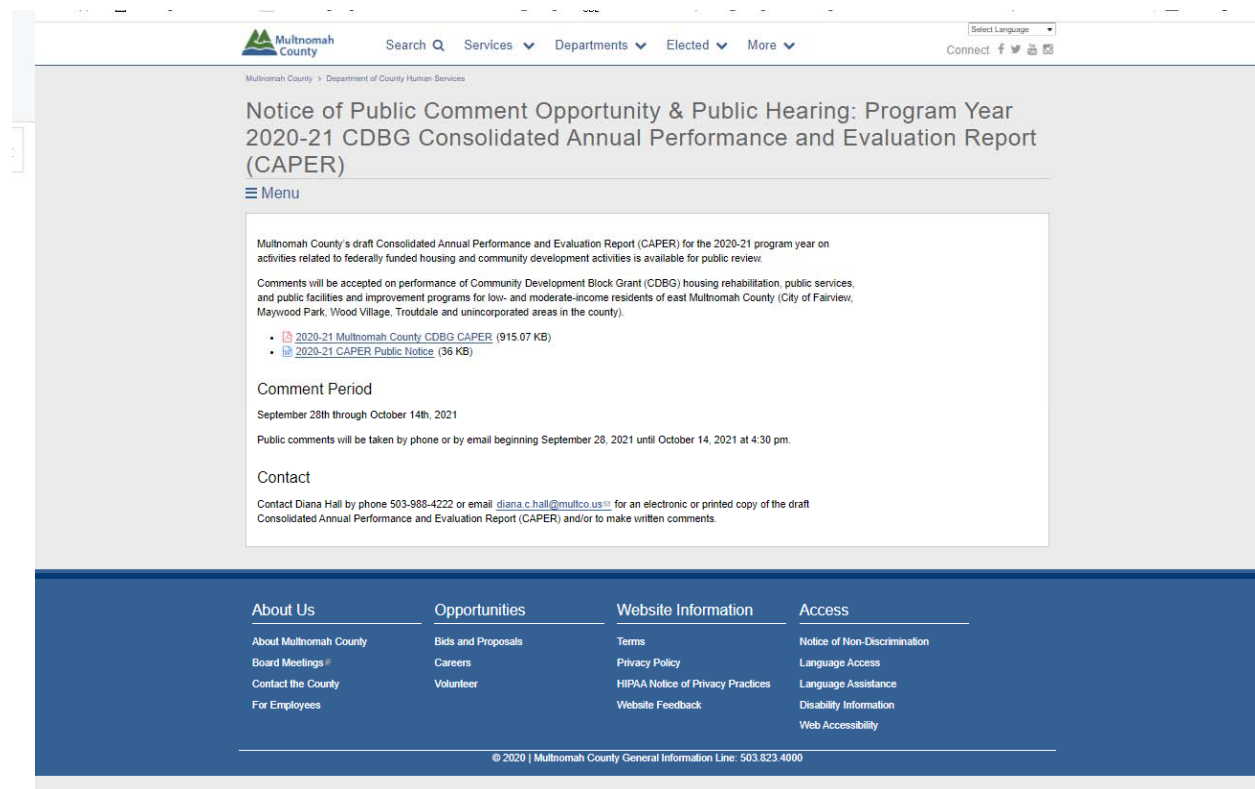 Multnomah
County
Search Services Departments Elected More
Select Language
Connect
Multnomah County > Department of County Human Services
Notice of Public Comment Opportunity & Public Hearing: Program Year
2020-21 CDBG Consolidated Annual Performance and Evaluation Report
(CAPER)
Menu
Multnomah County's draft Consolidated Annual Performance and Evaluation Report (CAPER) for the 2020-21 program year on
activities related to federally funded housing and community development activities is available for public review.
Comments will be accepted on performance of Community Development Block Grant (CDBG) housing rehabilitation, public services,
and public facilities and improvement programs for low- and moderate-income residents of east Multnomah County (City of Fairview,
Maywood Park, Wood Village, Troutdale and unincorporated areas in the county).
• 2020-21 Multnomah County CDBG CAPER (915.07 KB)
• 2020-21 CAPER Public Notice (36 KB)
Comment Period
September 28th through October 14th, 2021
Public comments will be taken by phone or by email beginning September 28, 2021 until October 14, 2021 at 4:30 pm.
Contact
Contact Diana Hall by phone 503-988-4222 or email diana.c.hall@multco.us for an electronic or printed copy of the draft
Consolidated Annual Performance and Evaluation Report (CAPER) and/or to make written comments.
About Us
About Multnomah County
Board Meetings
Contact the County
For Employees
Opportunities
Bids and Proposals
Careers
Volunteer
Website Information
Terms
Privacy Policy
HIPAA Notice of Privacy Practices
Website Feedback
Access
Notice of Non-Discrimination
Language Access
Language Assistance
Disability Information
Web Accessibility
© 2020 | Multnomah County General Information Line: 503.823.4000